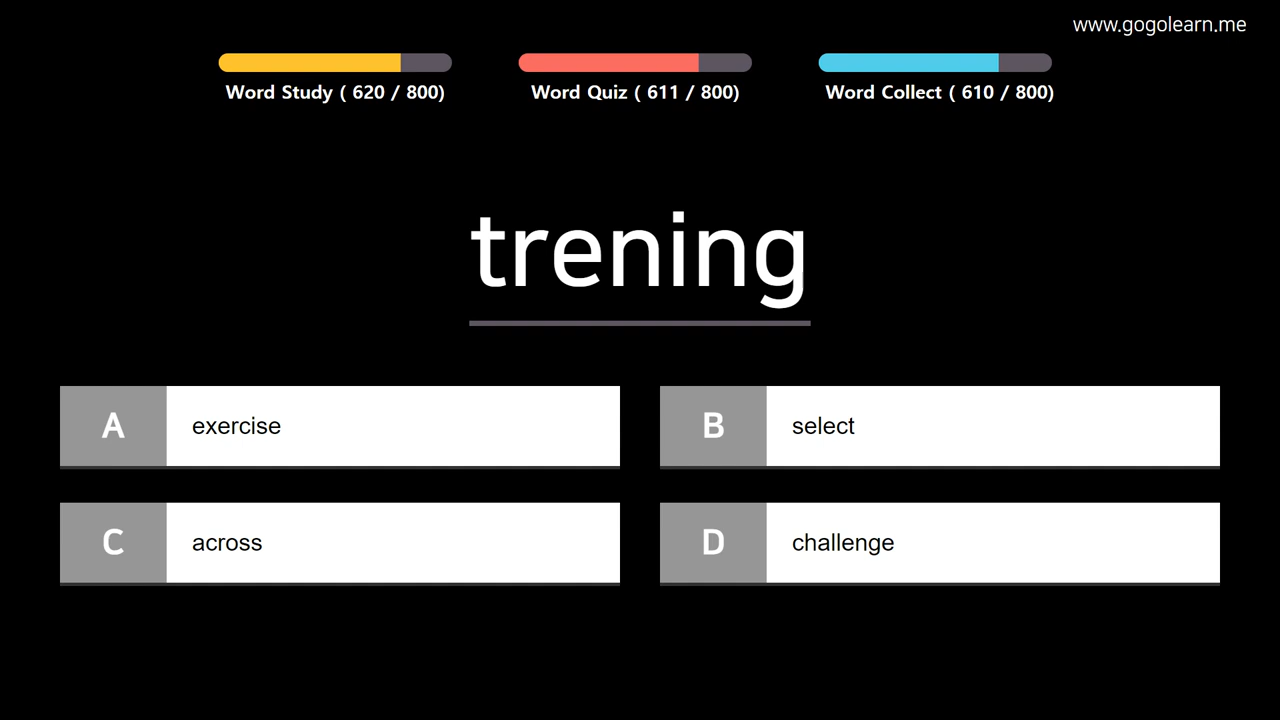 www.gogolearn.me
Word Study ( 620 / 800)
Word Quiz ( 611 / 800)
Word Collect ( 610 / 800)
trening
A exercise
B select
C across
D challenge